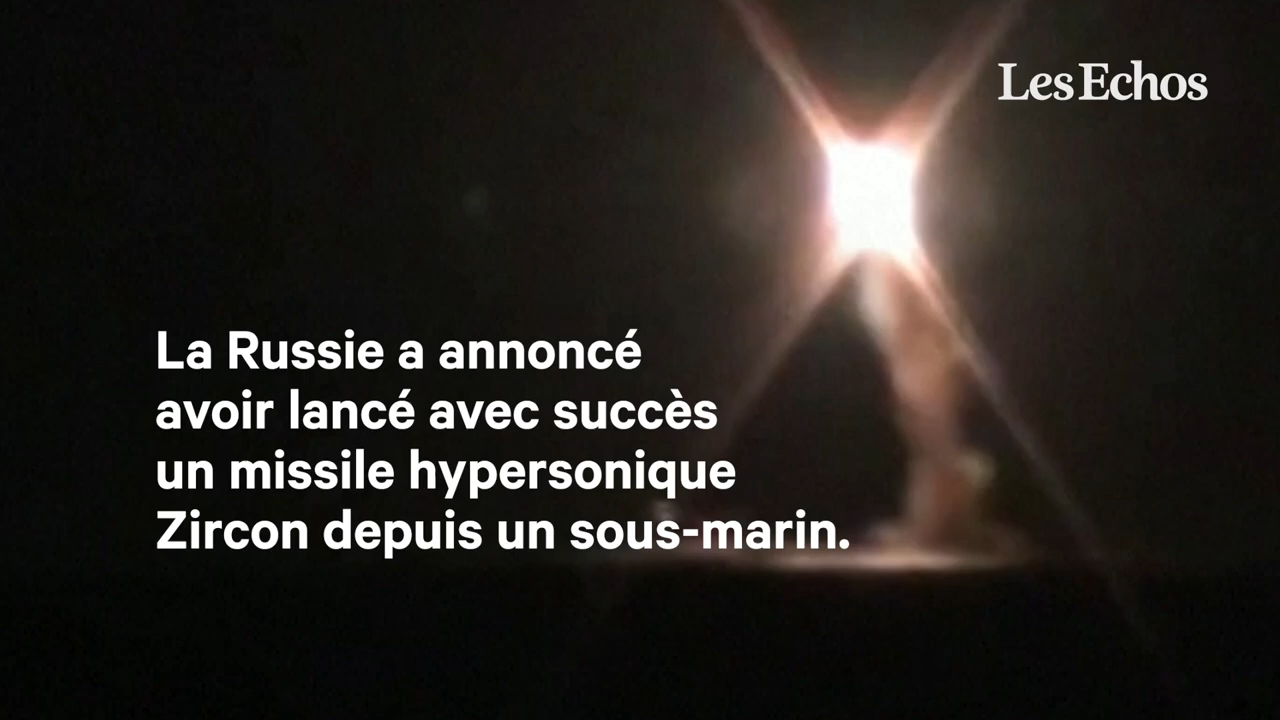 Les Echos
La Russie a annoncé
avoir lancé avec succès
un missile hypersonique
Zircon depuis un sous-marin.